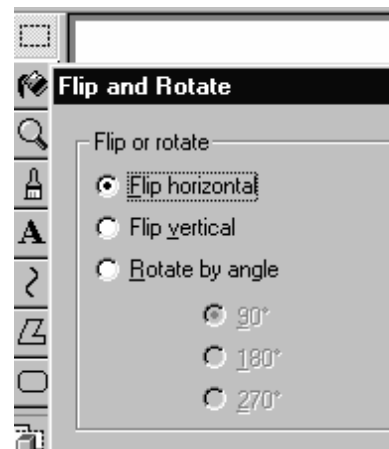 Flip and Rotate
Flip or rotate
Flip horizontal
A
Flip vertical
Rotate by angle
90°
180°
270°